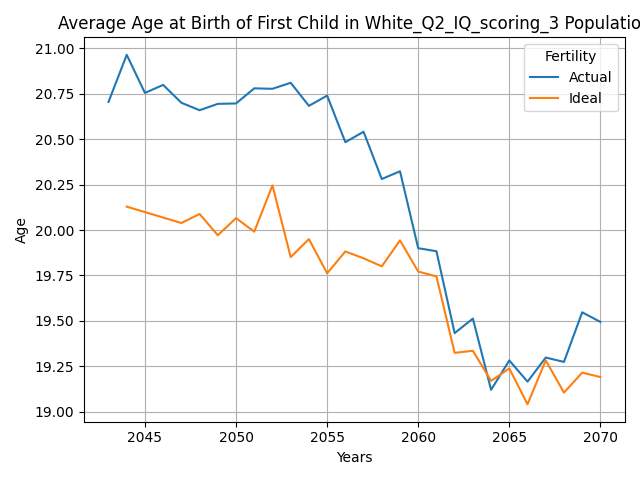 Average Age at Birth of First Child in White_Q2_IQ_scoring_3 Populatio
Fertility
Actual
Ideal
Age
21.00
20.75
20.50
20.25
20.00
19.75
19.50
19.25
19.00
2045 2050 2055 2060 2065 2070
Years